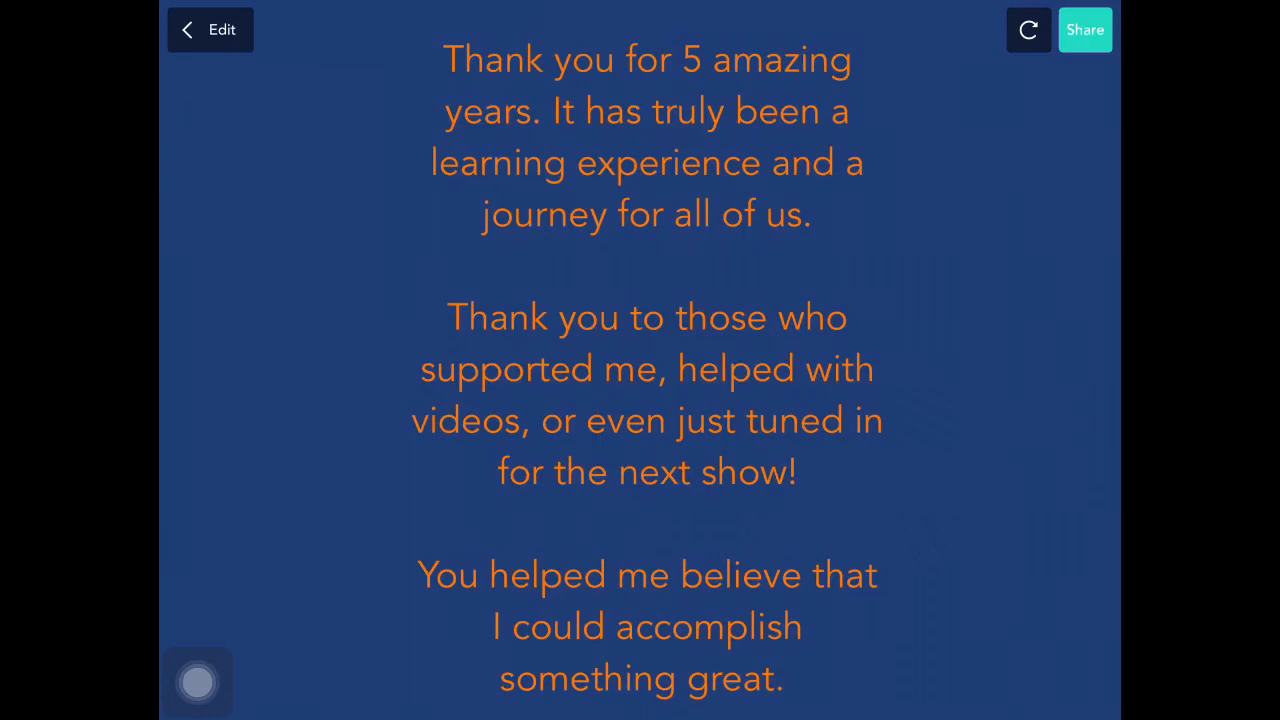 Edit
Share
Thank you for 5 amazing
years. It has truly been a
learning experience and a
journey for all of us.
Thank you to those who
supported me, helped with
videos, or even just tuned in
for the next show!
You helped me believe that
I could accomplish
something great.